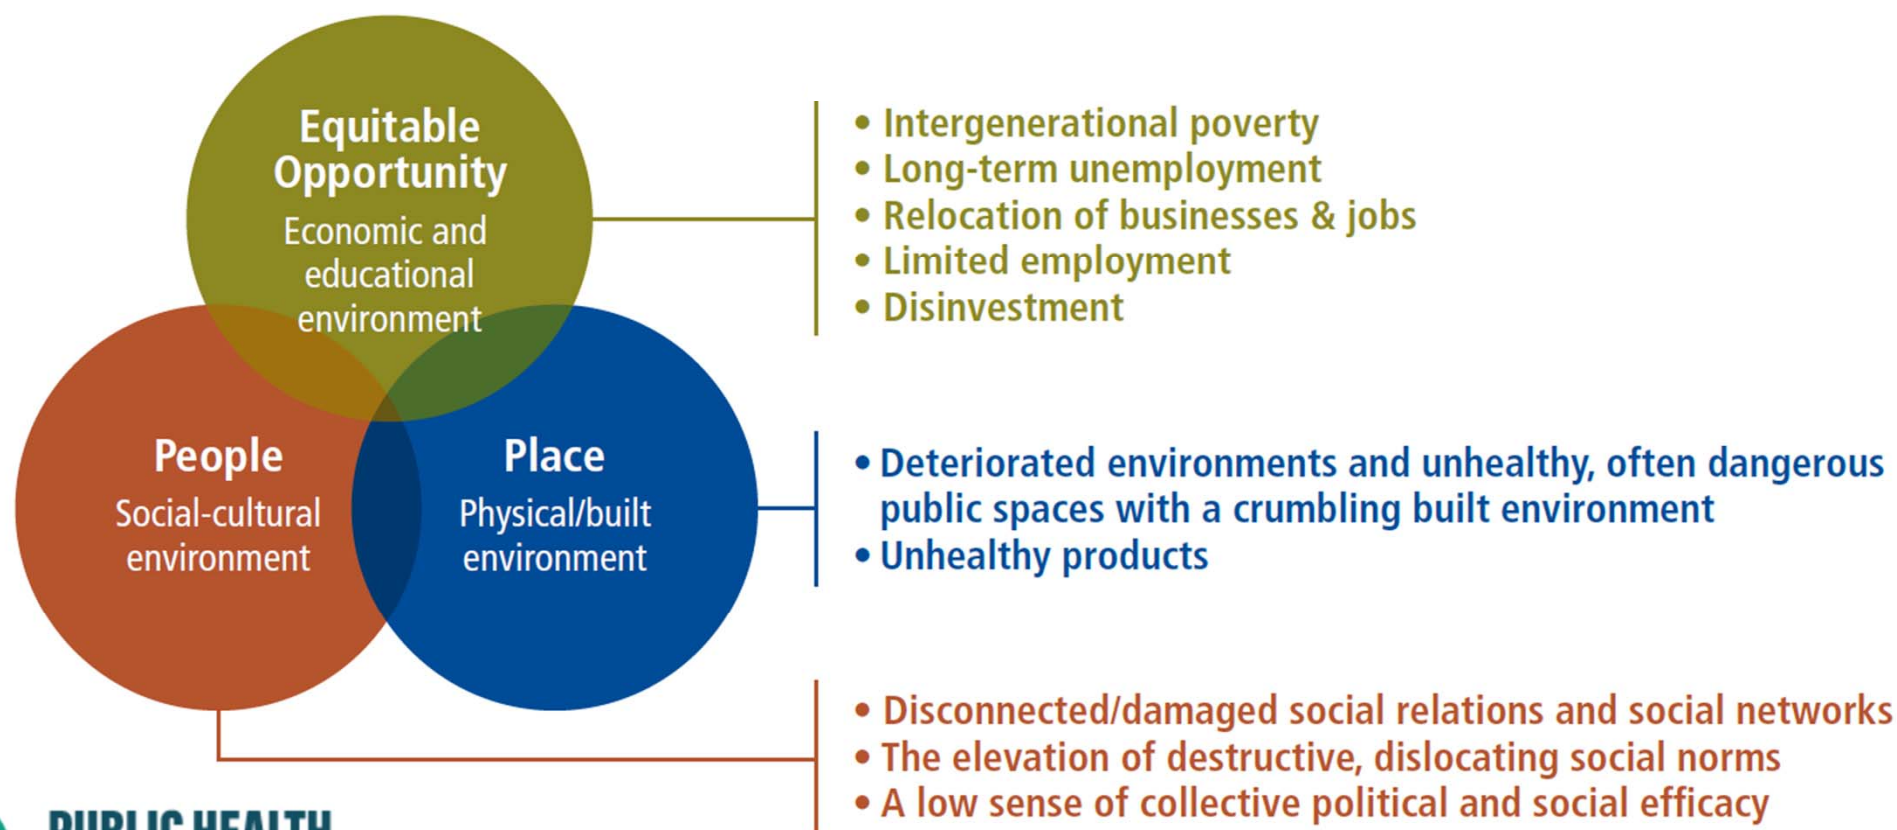 Equitable
Opportunity
Economic and
educational
environment
• Intergenerational poverty
• Long-term unemployment
• Relocation of businesses & jobs
• Limited employment
• Disinvestment
People
Social-cultural
environment
Place
Physical/built
environment
• Deteriorated environments and unhealthy, often dangerous
public spaces with a crumbling built environment
• Unhealthy products
• Disconnected/damaged social relations and social networks
• The elevation of destructive, dislocating social norms
• A low sense of collective political and social efficacy
PUBLIC HEALTH